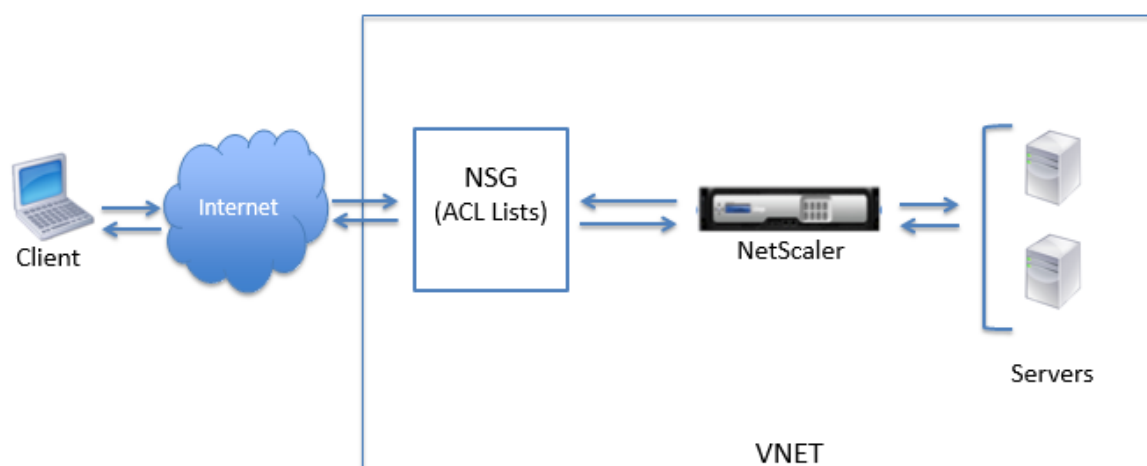 Client
Internet
NSG
(ACL Lists)
NetScaler
Servers
VNET